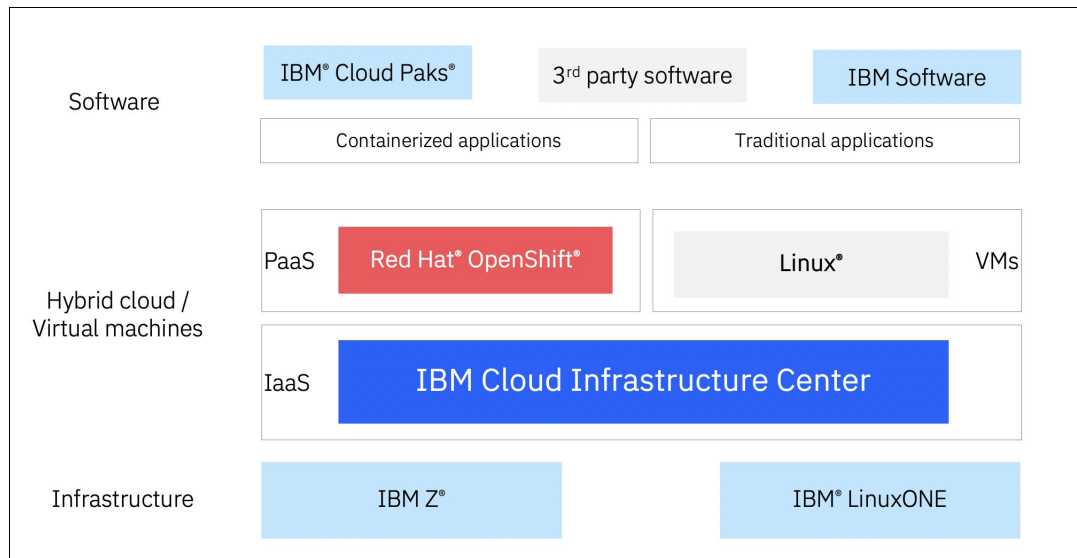 Software
IBM® Cloud Paks®
3rd party software
IBM Software
Containerized applications
Traditional applications
Hybrid cloud /
Virtual machines
PaaS
Red Hat® OpenShift®
Linux®
VMs
IaaS
IBM Cloud Infrastructure Center
Infrastructure
IBM Z®
IBM® LinuxONE